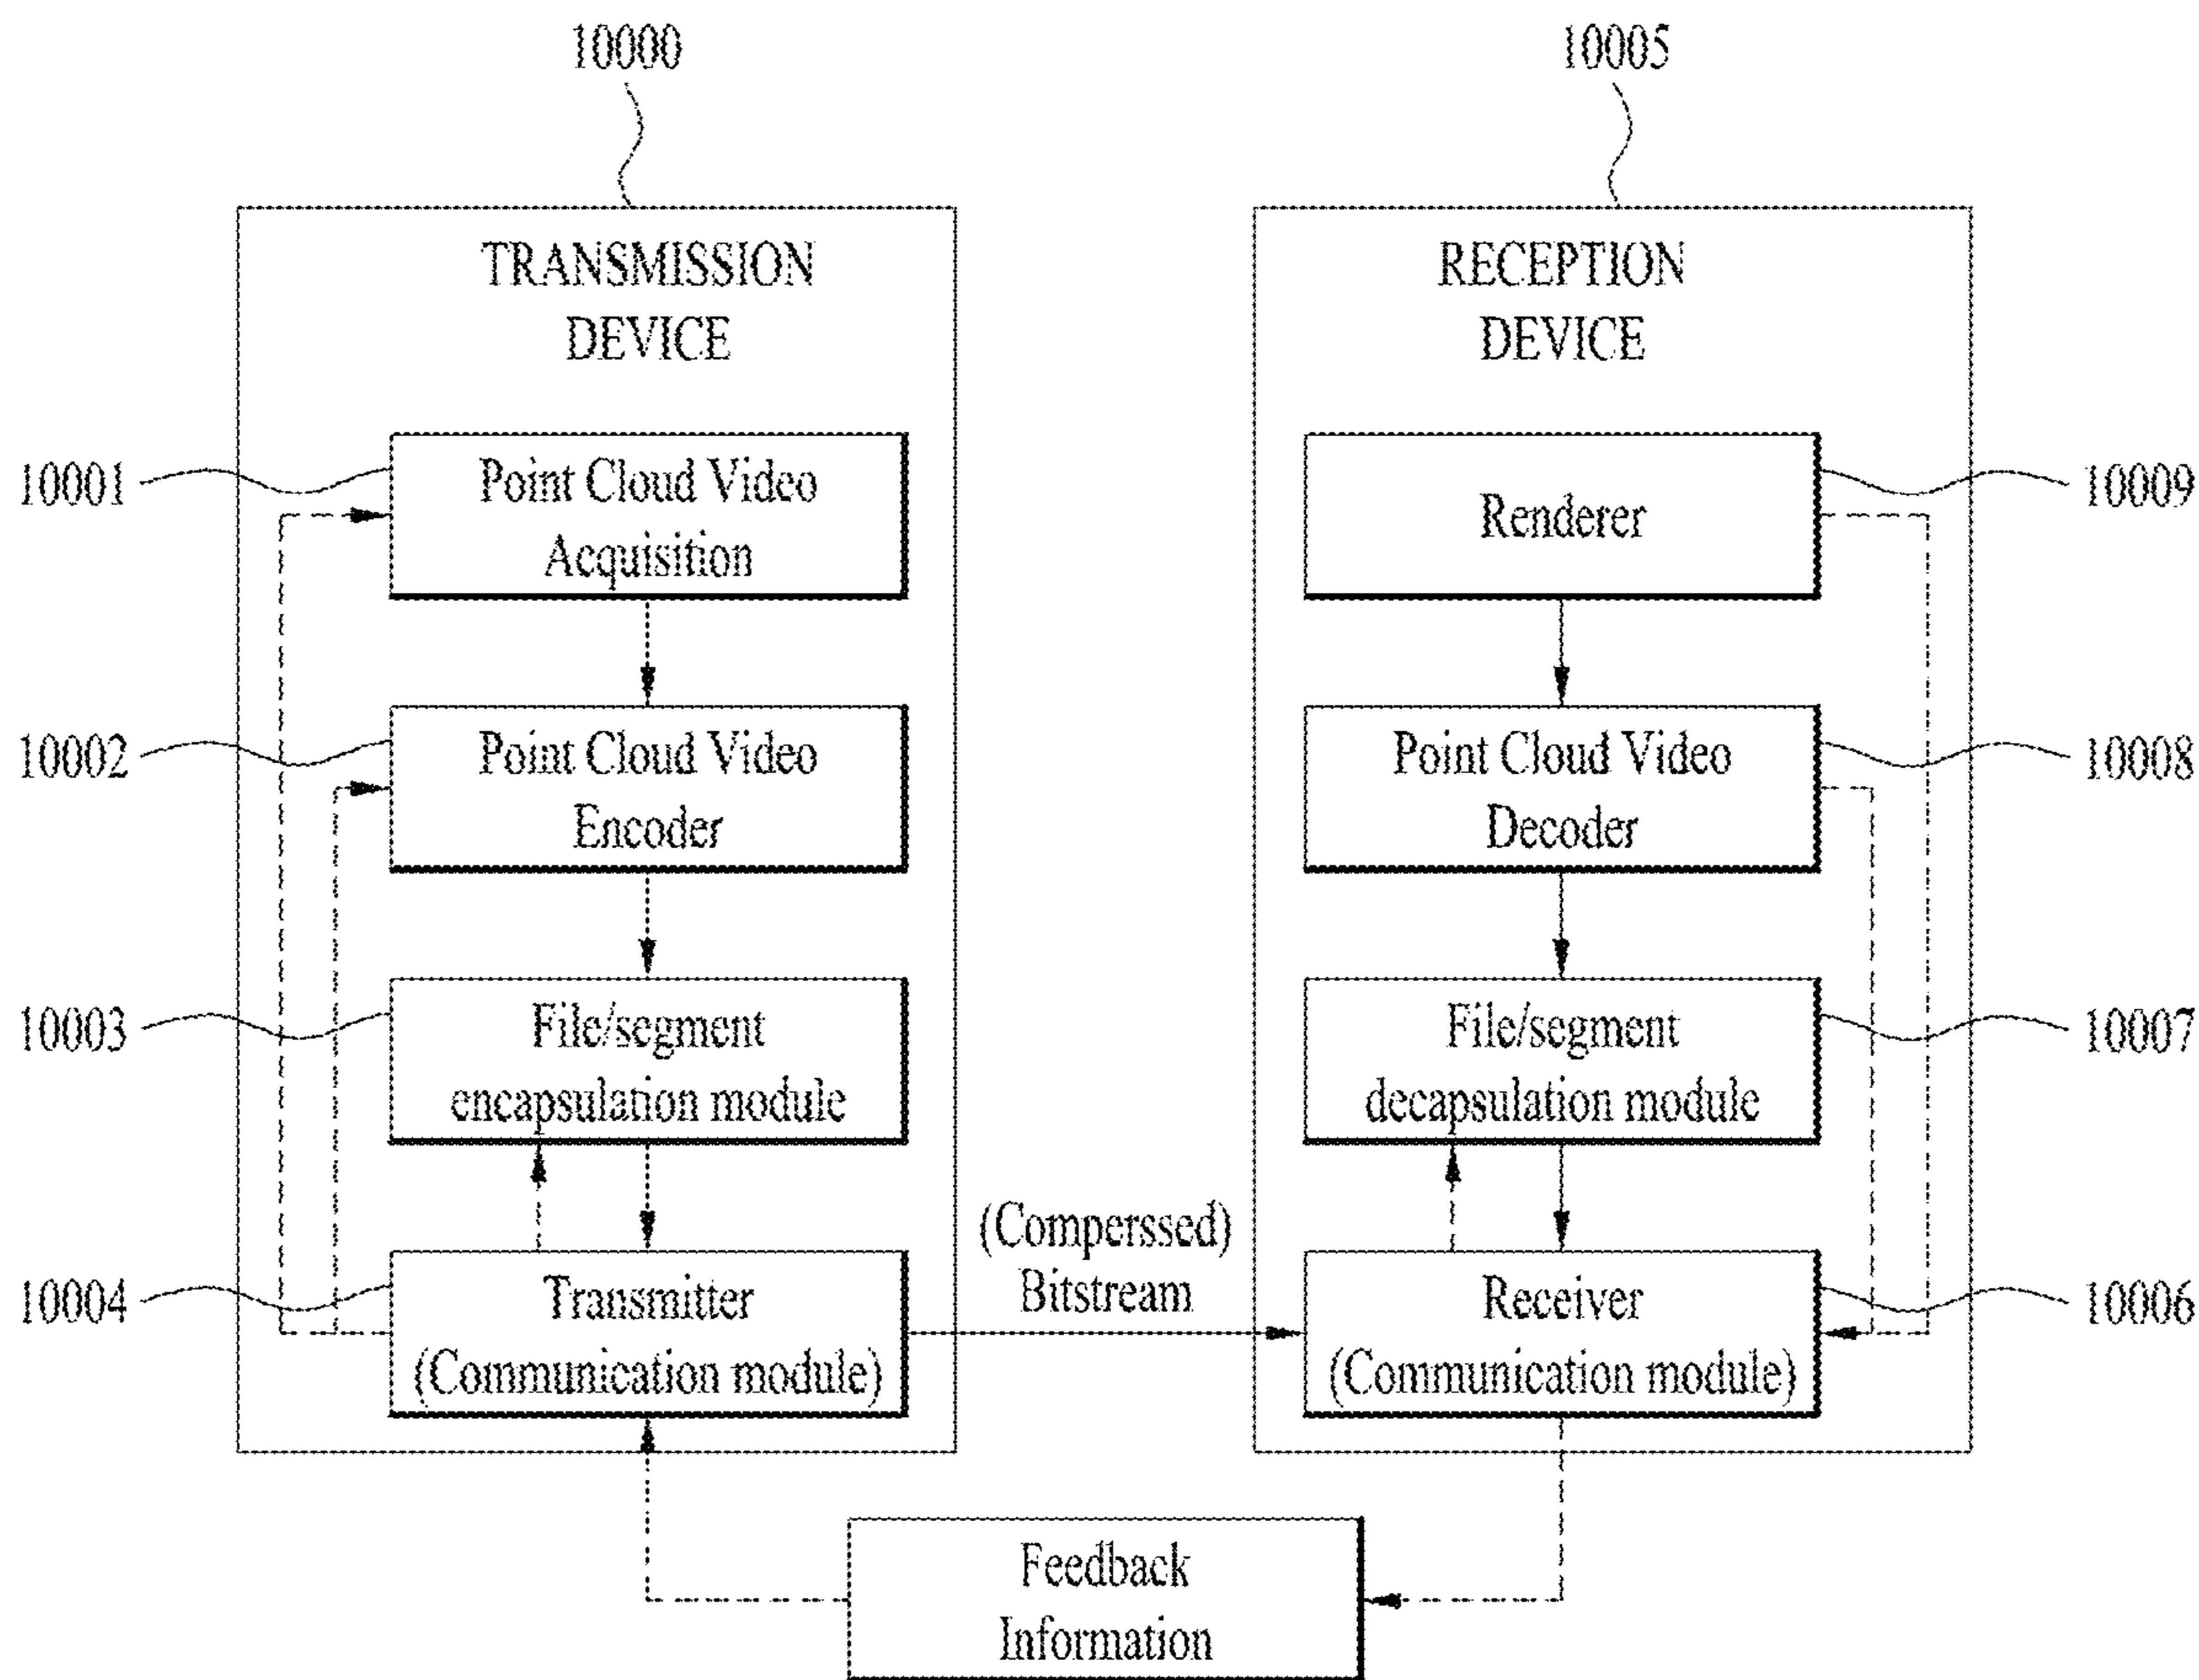 10000
10005
TRANSMISSION
DEVICE
RECEPTION
DEVICE
10001
Point Cloud Video
Acquisition
Renderer
10009
10002
Point Cloud Video
Encoder
Point Cloud Video
Decoder
10008
10003
File/segment
encapsulation module
File/segment
decapsulation module
10007
10004
Transmitter
(Communication module)
(Comperssed)
Bitstream
Receiver
(Communication module)
10006
Feedback
Information